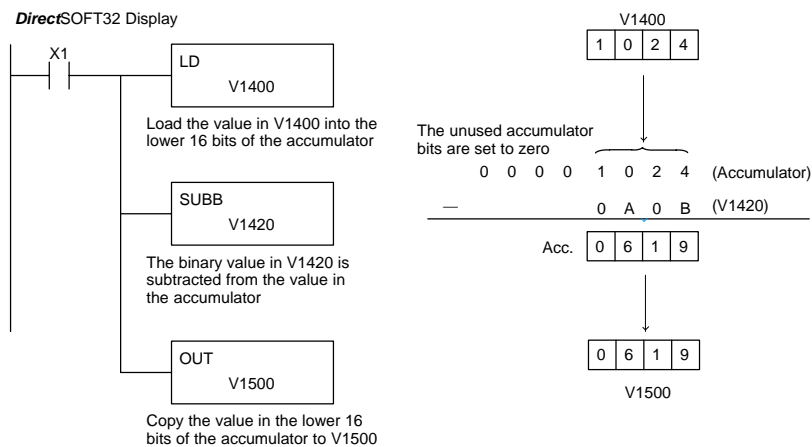 DirectSOFT32 Display
X1
LD
V1400
Load the value in V1400 into the
lower 16 bits of the accumulator
SUBB
V1420
The binary value in V1420 is
subtracted from the value in
the accumulator
OUT
V1500
Copy the value in the lower 16
bits of the accumulator to V1500
V1400
1 0 2 4
The unused accumulator
bits are set to zero
0 0 0 0 1 0 2 4 (Accumulator)
— 0 A 0 B (V1420)
Acc. 0 6 1 9
0 6 1 9
V1500